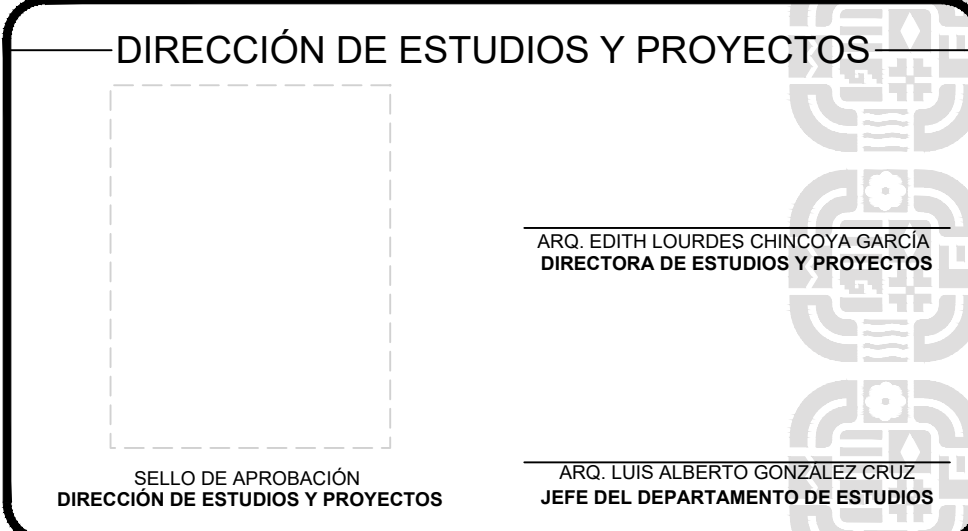 DIRECCIÓN DE ESTUDIOS Y PROYECTOS
ARQ. EDITH LOURDES CHINCOYA GARCÍA
DIRECTORA DE ESTUDIOS Y PROYECTOS
SELLO DE APROBACIÓN
DIRECCIÓN DE ESTUDIOS Y PROYECTOS
ARQ. LUIS ALBERTO GONZÁLEZ CRUZ
JEFE DEL DEPARTAMENTO DE ESTUDIOS